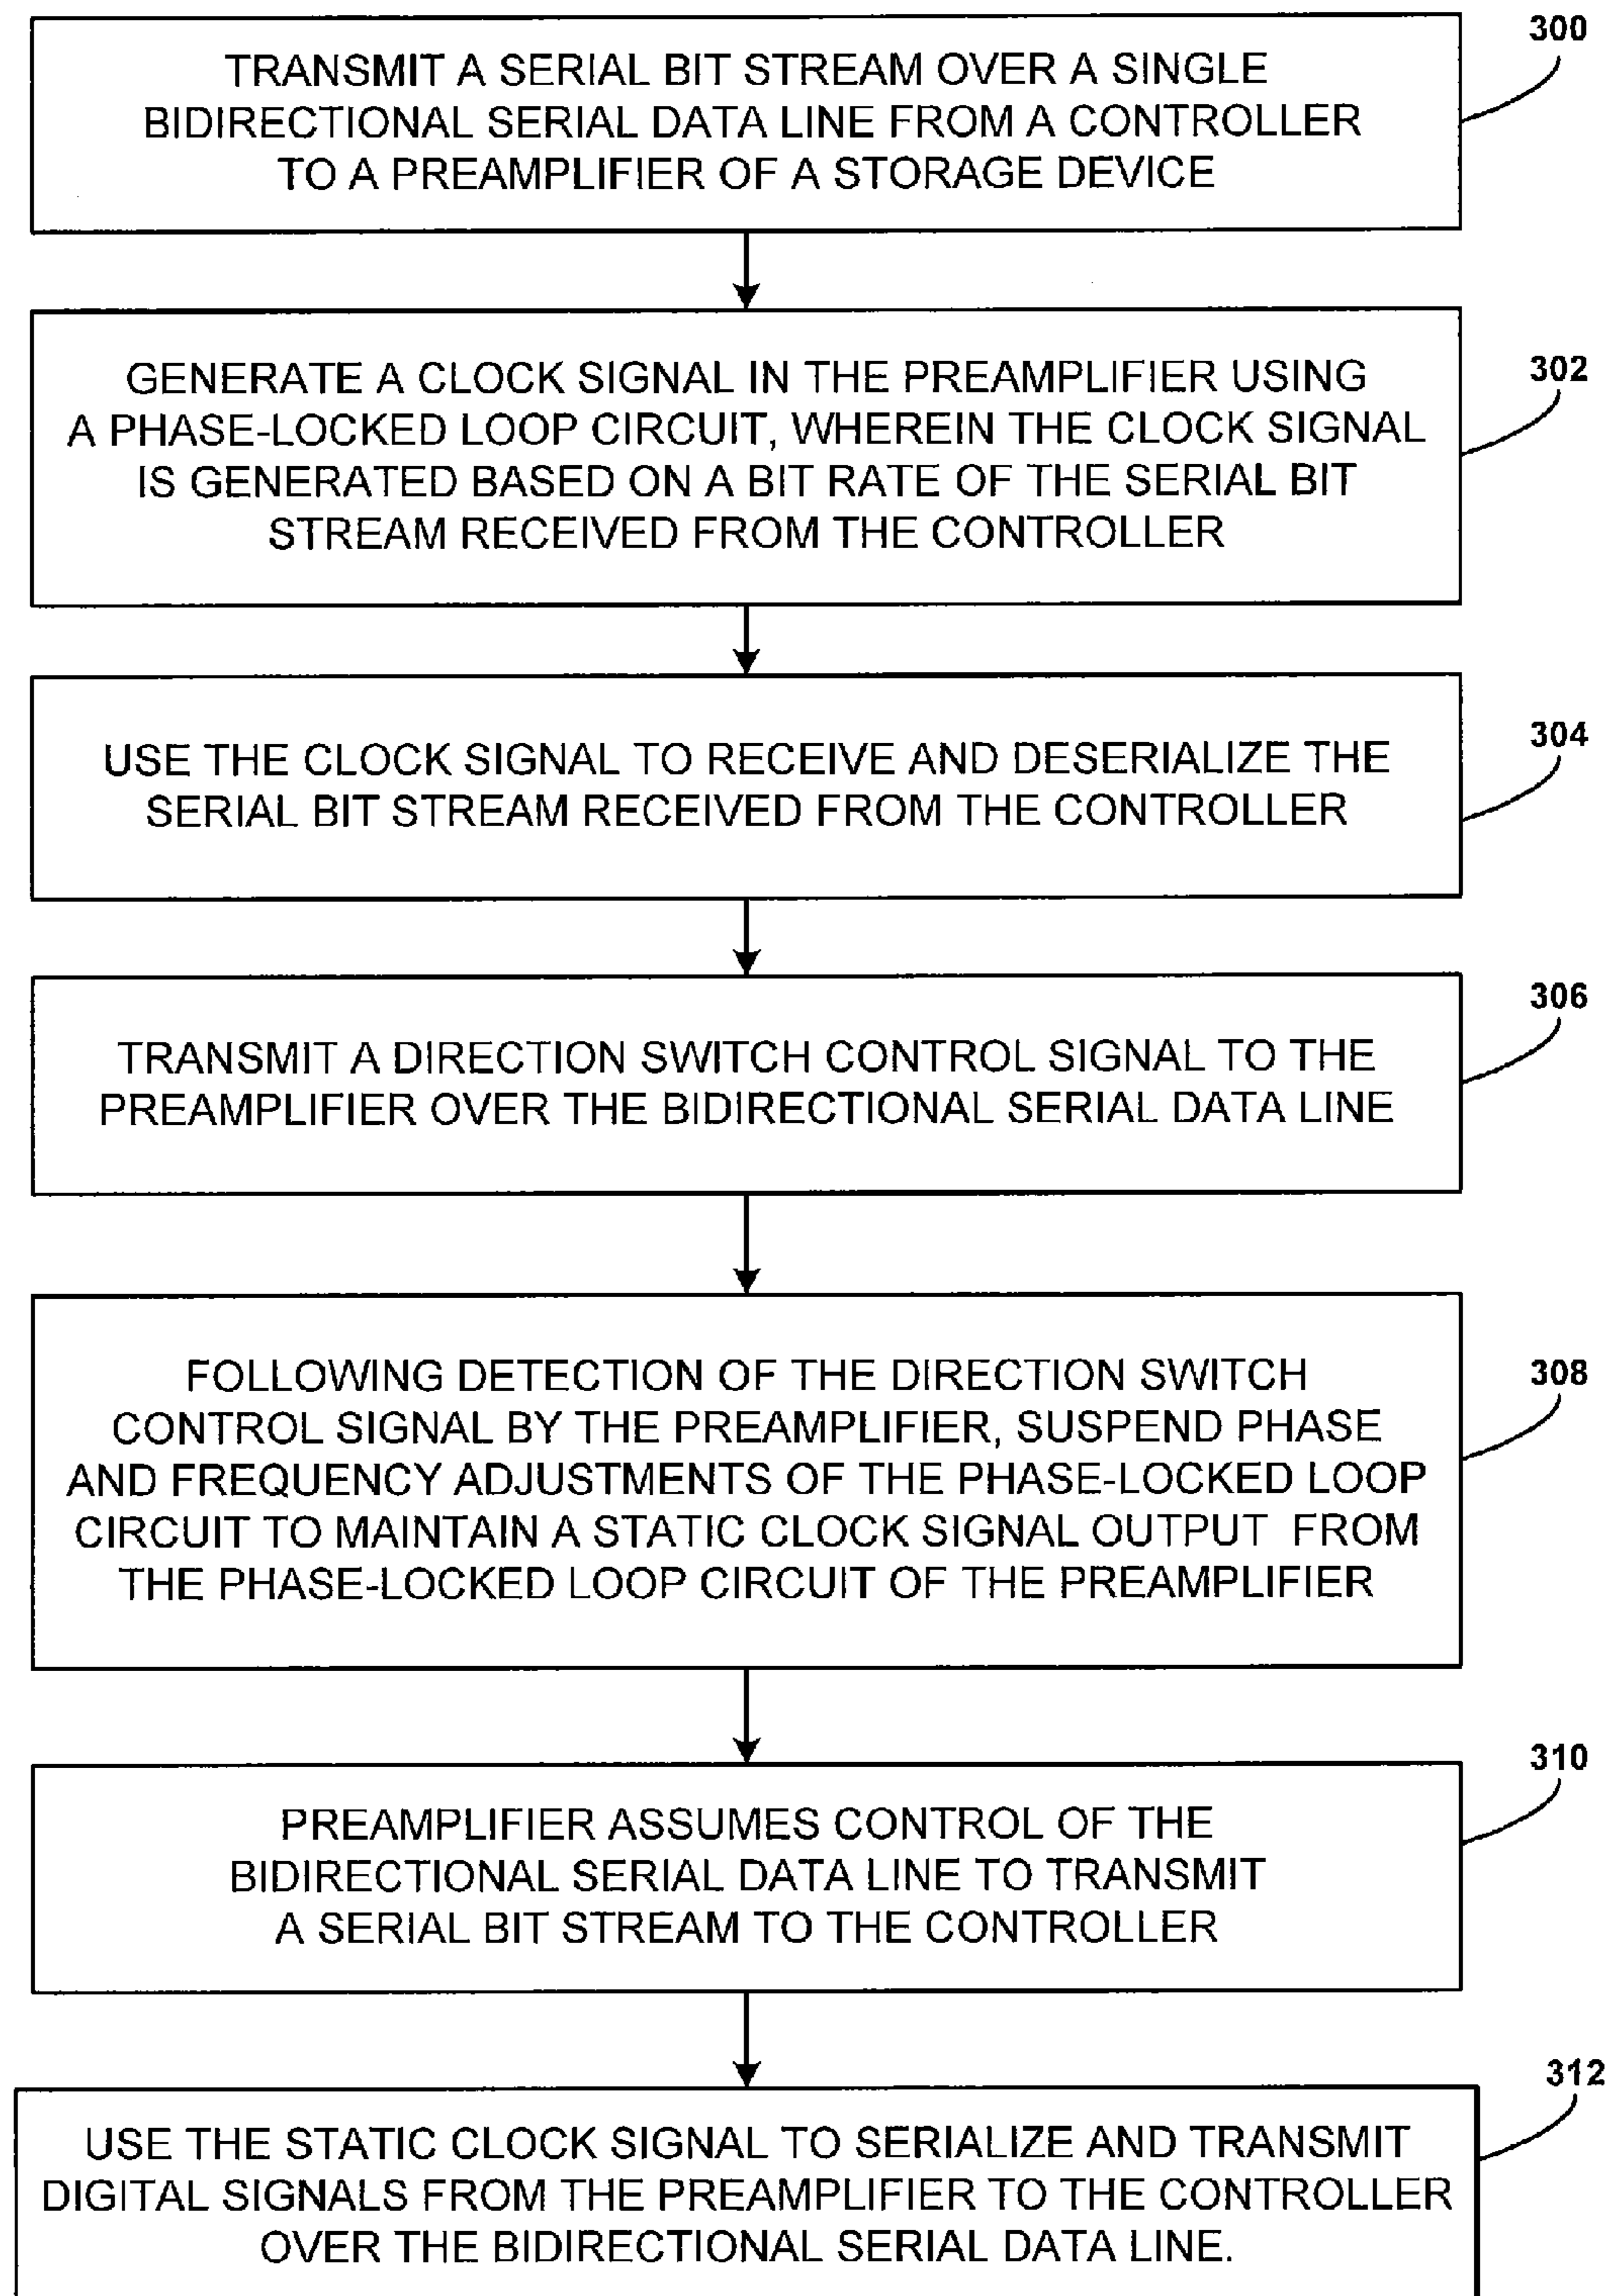 300
TRANSMIT A SERIAL BIT STREAM OVER A SINGLE
BIDIRECTIONAL SERIAL DATA LINE FROM A CONTROLLER
TO A PREAMPLIFIER OF A STORAGE DEVICE
302
GENERATE A CLOCK SIGNAL IN THE PREAMPLIFIER USING
A PHASE-LOCKED LOOP CIRCUIT, WHEREIN THE CLOCK SIGNAL
IS GENERATED BASED ON A BIT RATE OF THE SERIAL BIT
STREAM RECEIVED FROM THE CONTROLLER
304
USE THE CLOCK SIGNAL TO RECEIVE AND DESERIALIZE THE
SERIAL BIT STREAM RECEIVED FROM THE CONTROLLER
306
TRANSMIT A DIRECTION SWITCH CONTROL SIGNAL TO THE
PREAMPLIFIER OVER THE BIDIRECTIONAL SERIAL DATA LINE
308
FOLLOWING DETECTION OF THE DIRECTION SWITCH
CONTROL SIGNAL BY THE PREAMPLIFIER, SUSPEND PHASE
AND FREQUENCY ADJUSTMENTS OF THE PHASE-LOCKED LOOP
CIRCUIT TO MAINTAIN A STATIC CLOCK SIGNAL OUTPUT FROM
THE PHASE-LOCKED LOOP CIRCUIT OF THE PREAMPLIFIER
310
PREAMPLIFIER ASSUMES CONTROL OF THE
BIDIRECTIONAL SERIAL DATA LINE TO TRANSMIT
A SERIAL BIT STREAM TO THE CONTROLLER
312
USE THE STATIC CLOCK SIGNAL TO SERIALIZE AND TRANSMIT
DIGITAL SIGNALS FROM THE PREAMPLIFIER TO THE CONTROLLER
OVER THE BIDIRECTIONAL SERIAL DATA LINE.